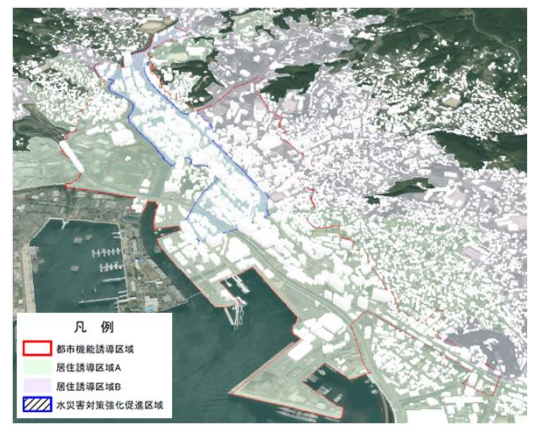 凡 例
都市機能誘導区域
居住誘導区域A
居住誘導区域B
水災害対策強化促進区域